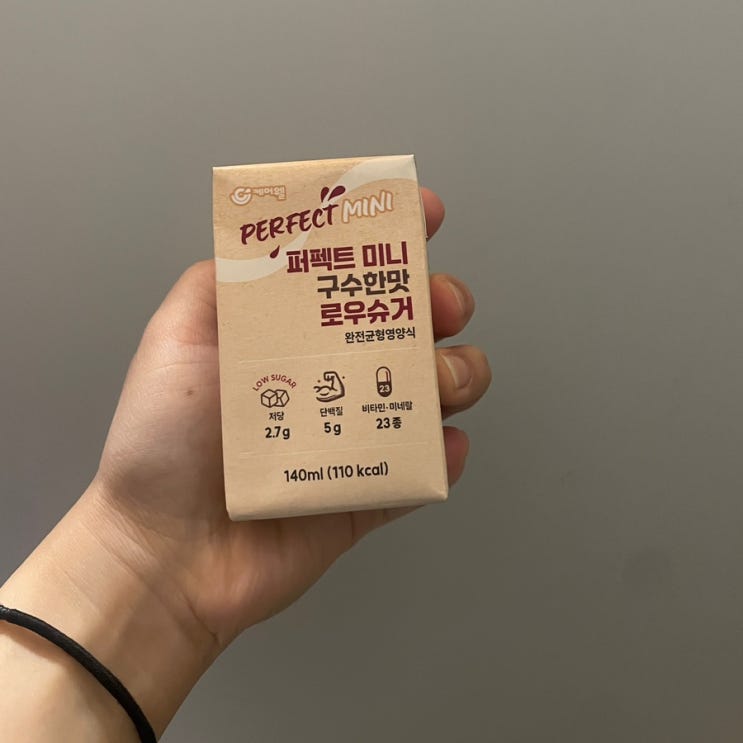 케어웰
PERFECT MINI
퍼펙트 미니
구수한맛
로우슈거
완전균형영양식
LOW SUGAR
저당
2.7g
단백질
5g
23
비타민·미네랄
23종
140ml (110 kcal)